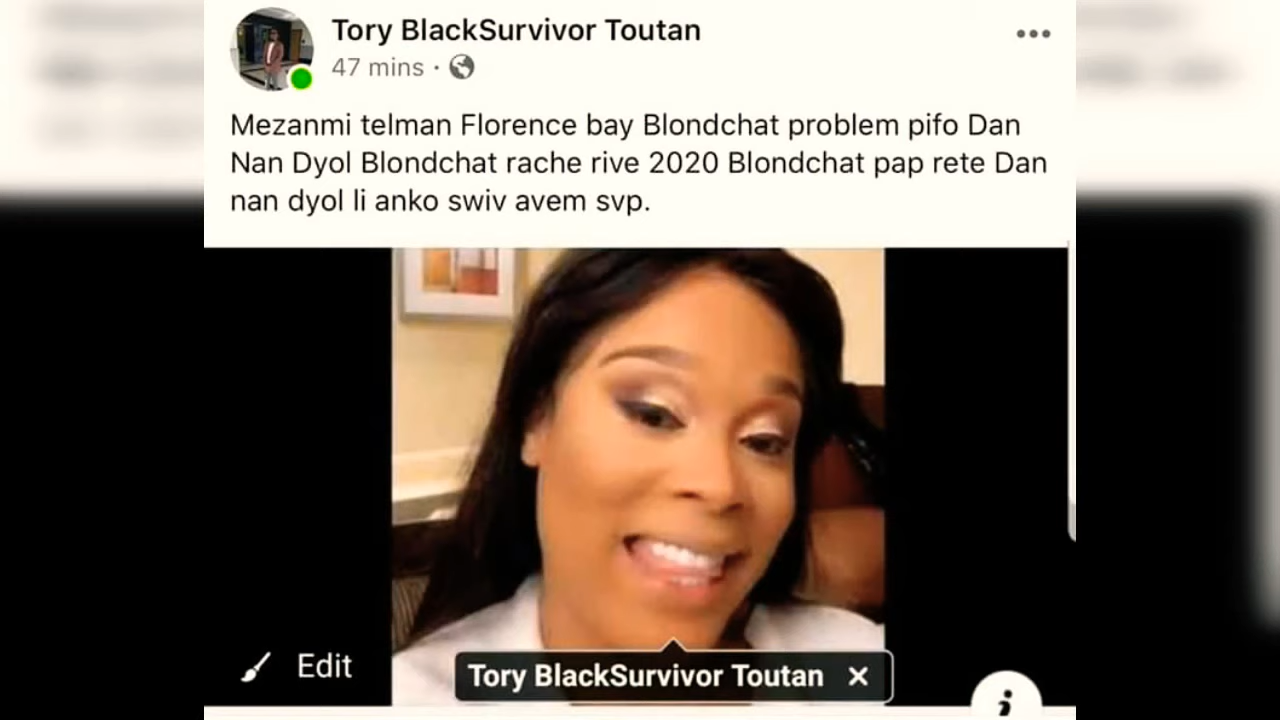 Tory BlackSurvivor Toutan
47 mins ·
Mezanmi telman Florence bay Blondchat problem pifo Dan
Nan Dyol Blondchat rache rive 2020 Blondchat pap rete Dan
nan dyol li anko swiv avem svp.
Edit
Tory BlackSurvivor Toutan ×
i